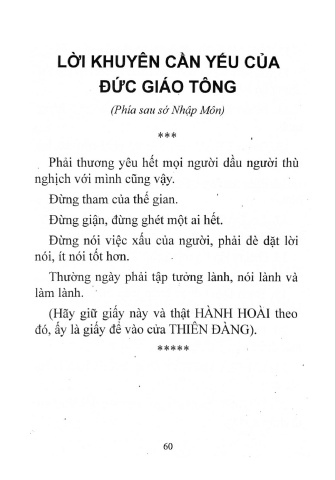 LỜI KHUYÊN CẦN YẾU CỦA
ĐỨC GIÁO TÔNG
(Phía sau sớ Nhập Môn)
***
Phải thương yêu hết mọi người dầu người thù
nghịch với mình cũng vậy.
Đừng tham của thế gian.
Đừng giận, đừng ghét một ai hết.
Đừng nói việc xấu của người, phải dè dặt lời
nói, ít nói tốt hơn.
Thường ngày phải tập tưởng lành, nói lành và
làm lành.
(Hãy giữ giấy này và thật HÀNH HOÀI theo
đó, ấy là giấy để vào cửa THIÊN ĐÀNG).
*****
60